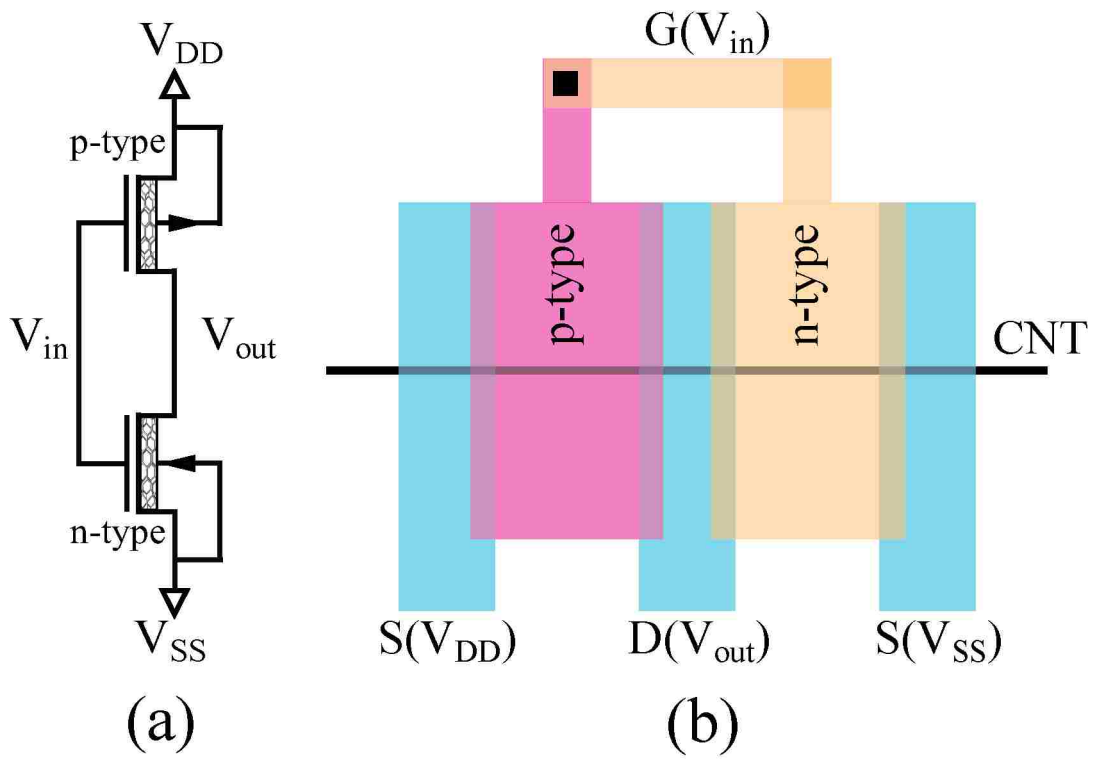 V_DD
p-type
V_in
V_out
n-type
V_SS
(a)
G(V_in)
p-type
n-type
CNT
S(V_DD)
D(V_out)
S(V_SS)
(b)